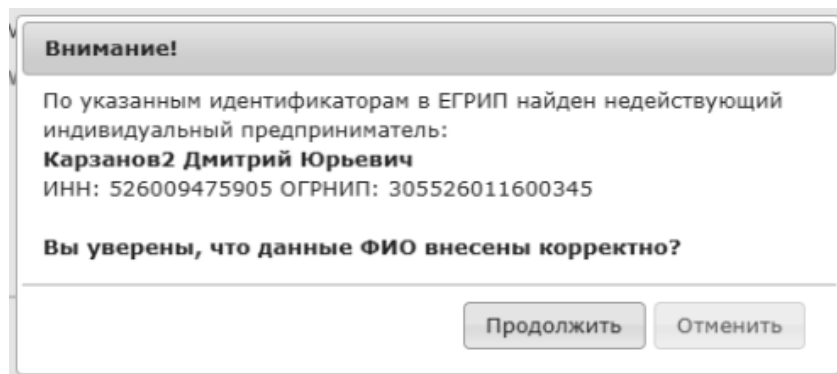 Внимание!
По указанным идентификаторам в ЕГРИП найден недействующий
индивидуальный предприниматель:
Карзанов2 Дмитрий Юрьевич
ИНН: 526009475905 ОГРНИП: 305526011600345
Вы уверены, что данные ФИО внесены корректно?
Продолжить Отменить